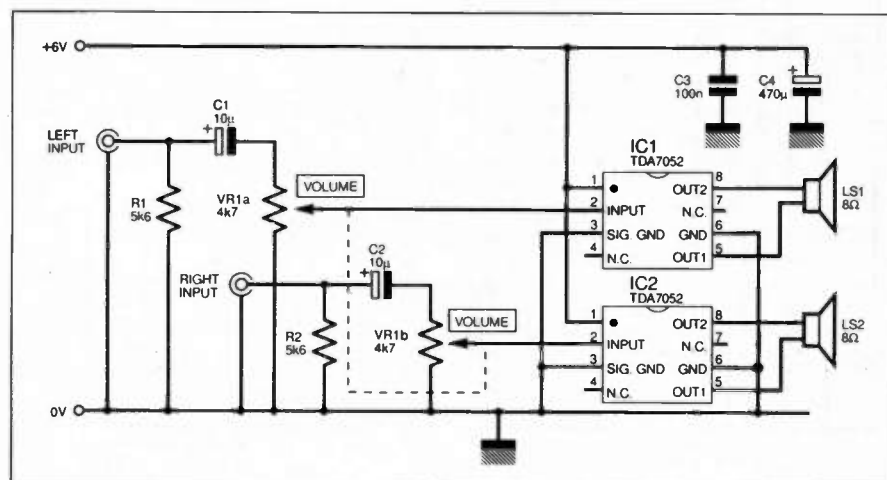 +6V
C1
10µ
LEFT
INPUT
R1
5k6
VR1a
4k7
VOLUME
RIGHT
INPUT
C2
10µ
R2
5k6
VR1b
4k7
VOLUME
0V
C3
100n
C4
470µ
IC1
TDA7052
1
2 INPUT
3 SIG. GND
4 N.C.
OUT2 8
N.C. 7
GND 6
OUT1 5
LS1
8Ω
IC2
TDA7052
1
2 INPUT
3 SIG. GND
4 N.C.
OUT2 8
N.C. 7
GND 6
OUT1 5
LS2
8Ω